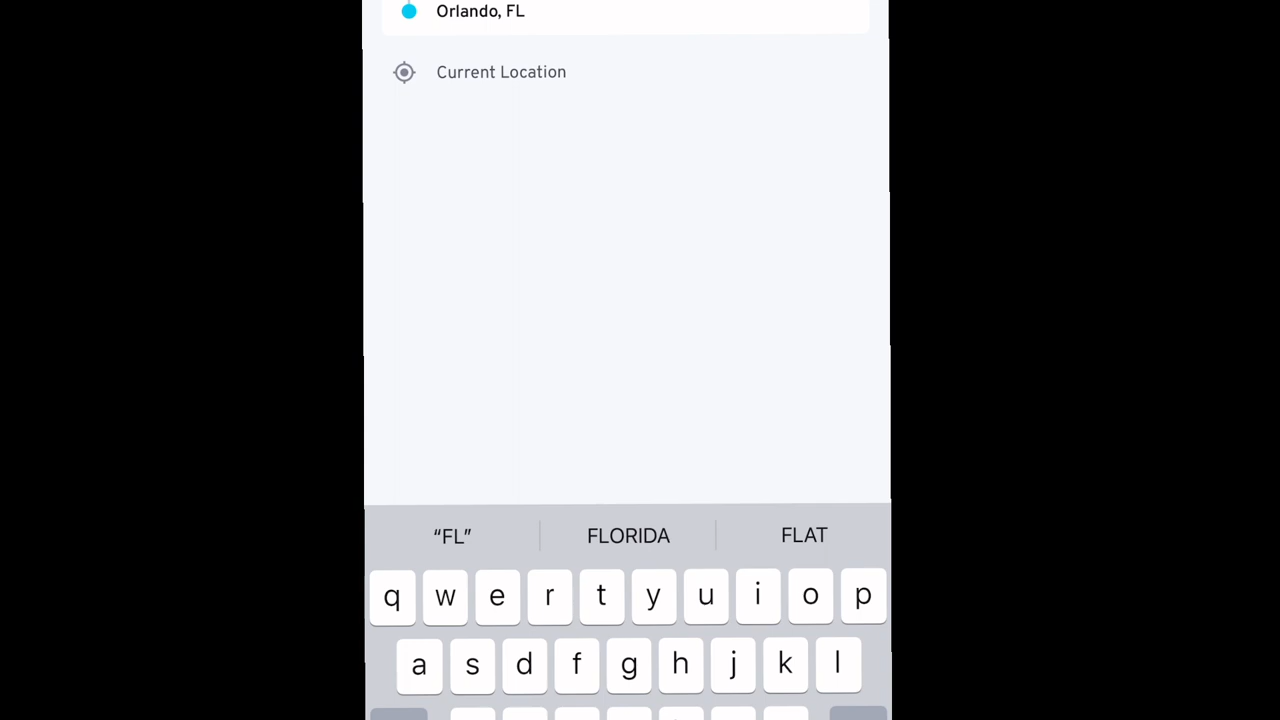 Orlando, FL
Current Location
“FL” FLORIDA FLAT
q w e r t y u i o p
a s d f g h j k l